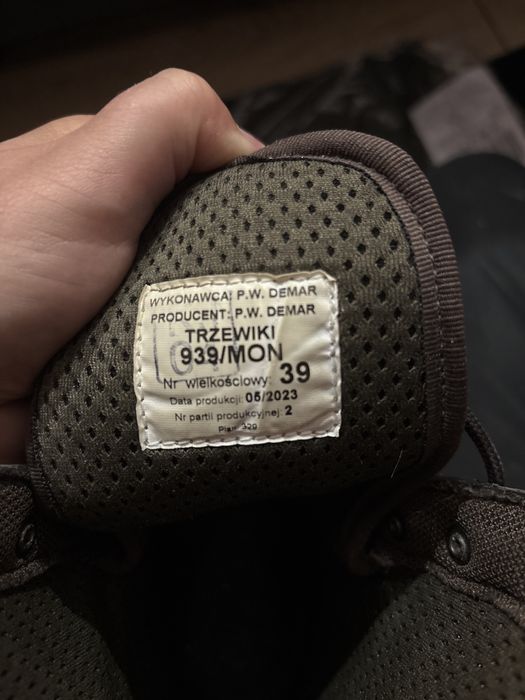 WYKONAWCA: P.W. DEMAR
PRODUCENT: P.W. DEMAR
TRZEWIKI
939/MON
Nr wielkościowy: 39
Data produkcji: 05/2023
Nr partii produkcyjnej 2